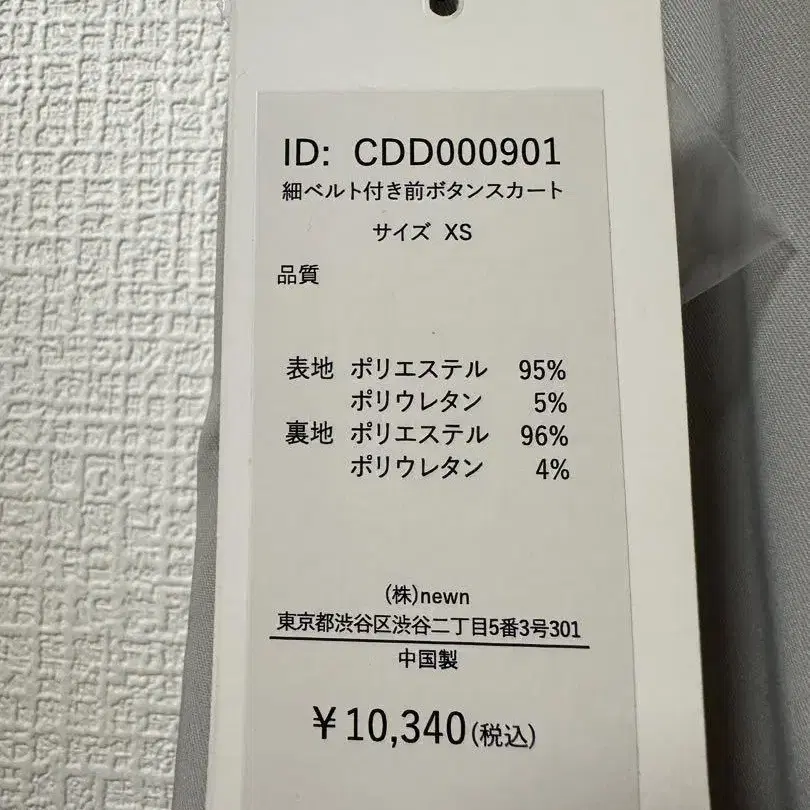 ID: CDD000901
細ベルト付き前ボタンスカート
サイズ XS
品質
表地 ポリエステル 95%
ポリウレタン 5%
裏地 ポリエステル 96%
ポリウレタン 4%
(株)newn
東京都渋谷区渋谷二丁目5番3号301
中国製
￥10,340(税込)